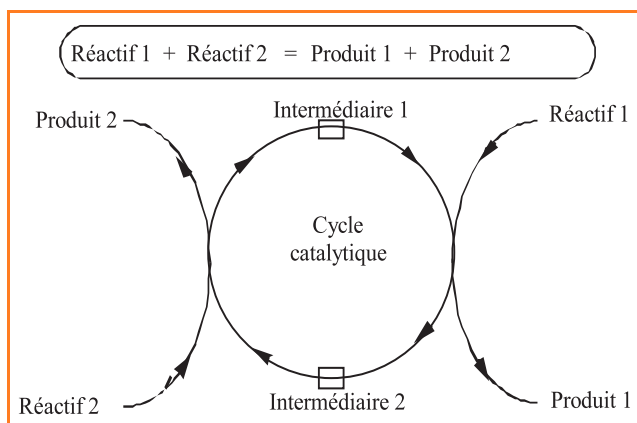 Réactif 1 + Réactif 2 = Produit 1 + Produit 2
Intermédiaire 1
Produit 2
Réactif 1
Cycle
catalytique
Réactif 2
Intermédiaire 2
Produit 1